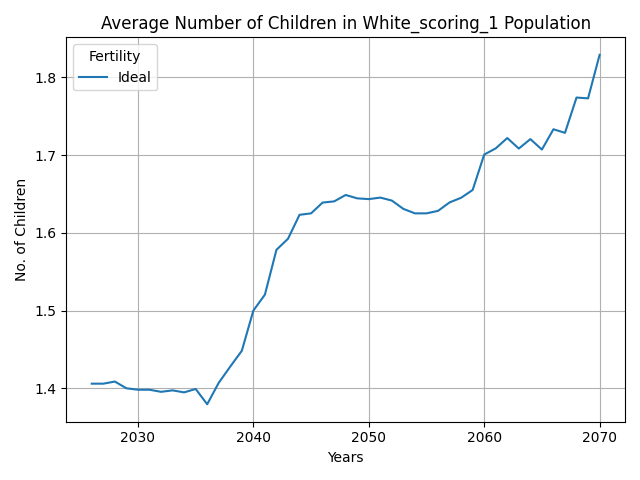 Average Number of Children in White_scoring_1 Population
Fertility
Ideal
No. of Children
1.8
1.7
1.6
1.5
1.4
2030 2040 2050 2060 2070
Years